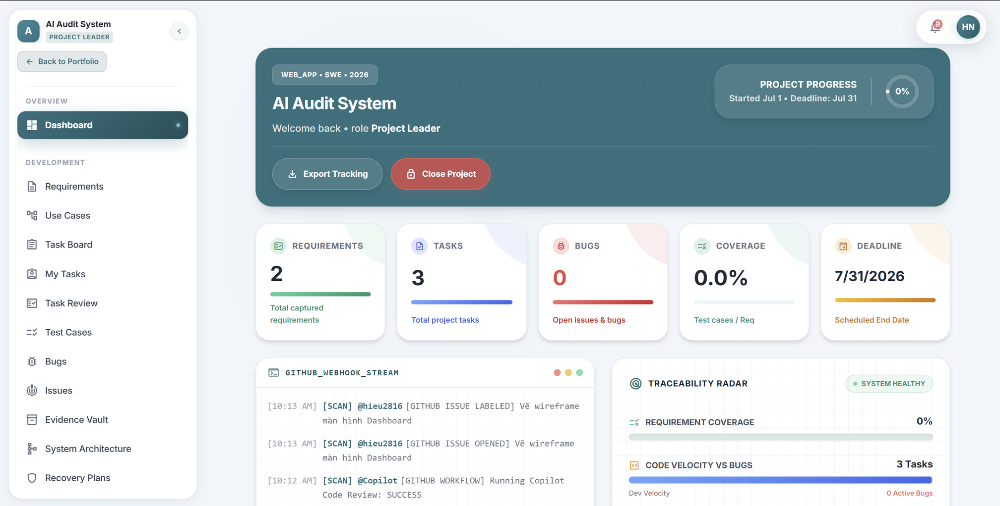 A
AI Audit System
PROJECT LEADER
Back to Portfolio
OVERVIEW
Dashboard
DEVELOPMENT
Requirements
Use Cases
Task Board
My Tasks
Task Review
Test Cases
Bugs
Issues
Evidence Vault
System Architecture
Recovery Plans
9
HN
WEB_APP • SWE • 2026
AI Audit System
Welcome back • role Project Leader
PROJECT PROGRESS
Started Jul 1 • Deadline: Jul 31
0%
Export Tracking
Close Project
REQUIREMENTS
2
Total captured
requirements
TASKS
3
Total project tasks
BUGS
0
Open issues & bugs
COVERAGE
0.0%
Test cases / Req
DEADLINE
7/31/2026
Scheduled End Date
GITHUB_WEBHOOK_STREAM
[10:13 AM] [SCAN] @hieu2816 [GITHUB ISSUE LABELED] Vẽ wireframe
màn hình Dashboard
[10:13 AM] [SCAN] @hieu2816 [GITHUB ISSUE OPENED] Vẽ wireframe
màn hình Dashboard
[10:12 AM] [SCAN] @Copilot [GITHUB WORKFLOW] Running Copilot
Code Review: SUCCESS
TRACEABILITY RADAR
SYSTEM HEALTHY
REQUIREMENT COVERAGE
0%
CODE VELOCITY VS BUGS
3 Tasks
Dev Velocity
0 Active Bugs